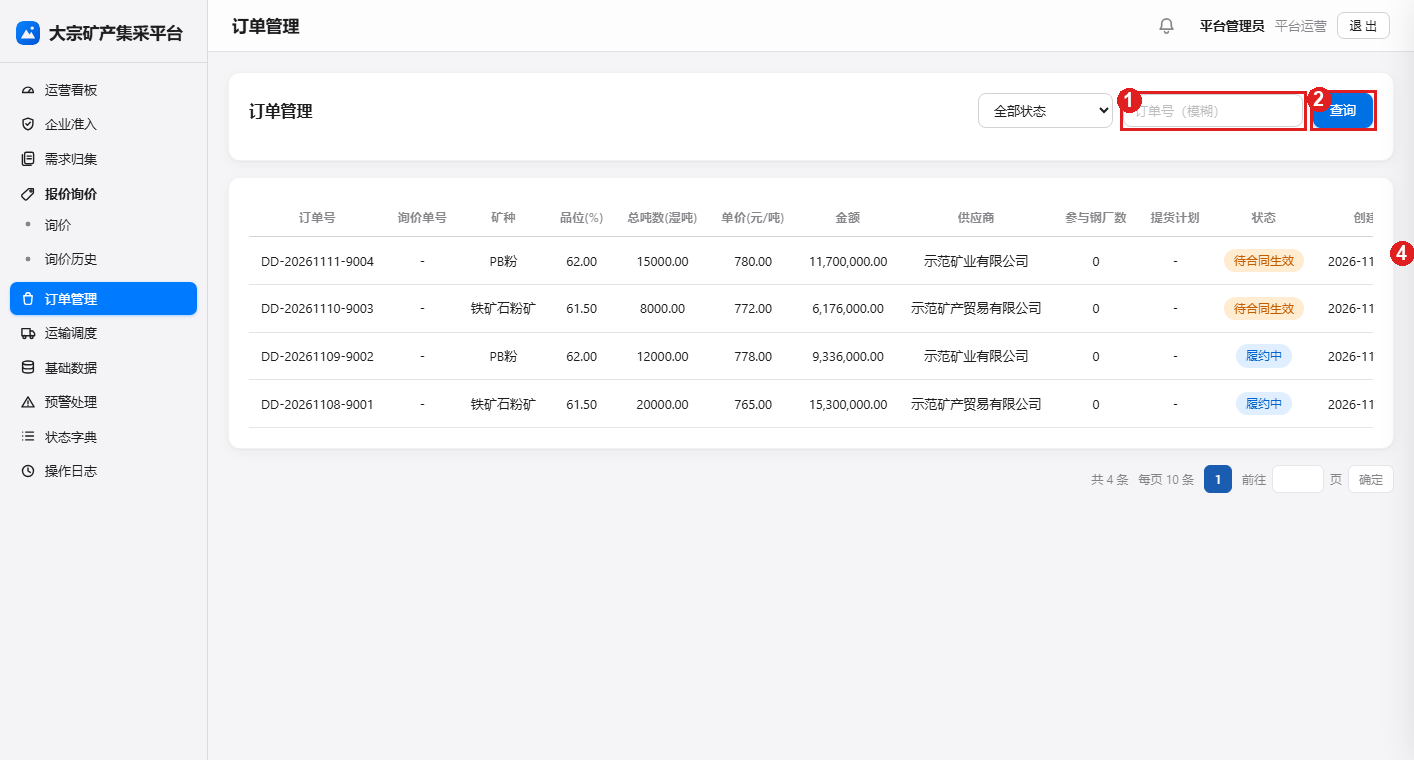 大宗矿产集采平台
订单管理
平台管理员 平台运营 退 出
运营看板
企业准入
需求归集
报价询价
询价
询价历史
订单管理
运输调度
基础数据
预警处理
状态字典
操作日志
订单管理 全部状态 1 订单号（模糊） 2 查询
订单号 询价单号 矿种 品位(%) 总吨数(湿吨) 单价(元/吨) 金额 供应商 参与钢厂数 提货计划 状态 创建
4
DD-20261111-9004 - PB粉 62.00 15000.00 780.00 11,700,000.00 示范矿业有限公司 0 - 待合同生效 2026-11
DD-20261110-9003 - 铁矿石粉矿 61.50 8000.00 772.00 6,176,000.00 示范矿产贸易有限公司 0 - 待合同生效 2026-11
DD-20261109-9002 - PB粉 62.00 12000.00 778.00 9,336,000.00 示范矿业有限公司 0 - 履约中 2026-11
DD-20261108-9001 - 铁矿石粉矿 61.50 20000.00 765.00 15,300,000.00 示范矿产贸易有限公司 0 - 履约中 2026-11
共 4 条 每页 10 条 1 前往 页 确定